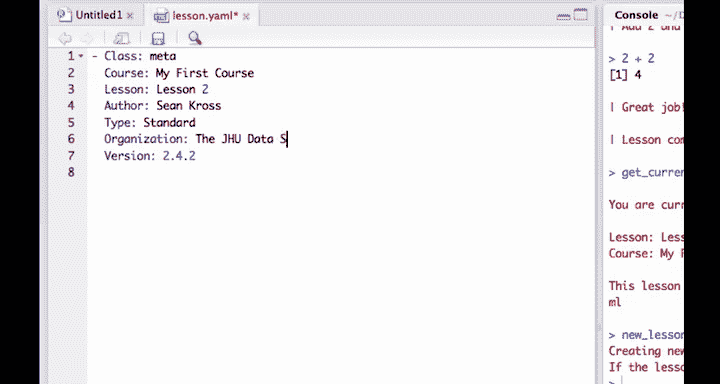 Untitled1
lesson.yaml*
1 - Class: meta
2 Course: My First Course
3 Lesson: Lesson 2
4 Author: Sean Kross
5 Type: Standard
6 Organization: The JHU Data S
7 Version: 2.4.2
8
Console ~/D
> 2 + 2
[1] 4
| Great job!
| Lesson com
> get_curren
You are curr
Lesson: Less
Course: My F
This lesson
ml
> new_lesson
Creating new
If the lesso
>